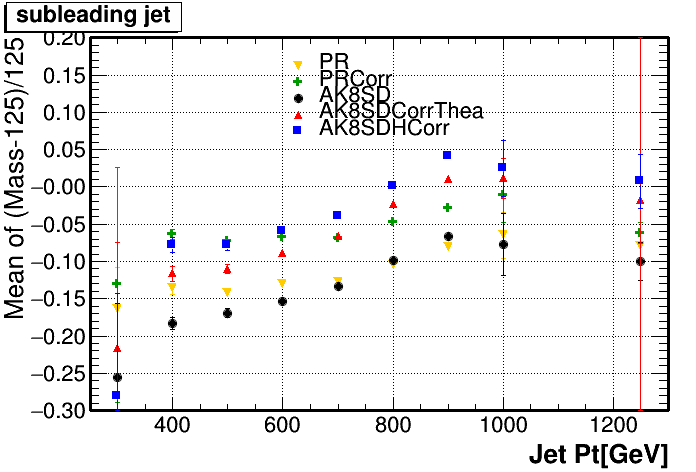 subleading jet
Mean of (Mass-125)/125
0.20
0.15
0.10
0.05
−0.00
−0.05
−0.10
−0.15
−0.20
−0.25
−0.30
PR
PRCorr
AK8SD
AK8SDCorrThea
AK8SDHCorr
400 600 800 1000 1200
Jet Pt[GeV]